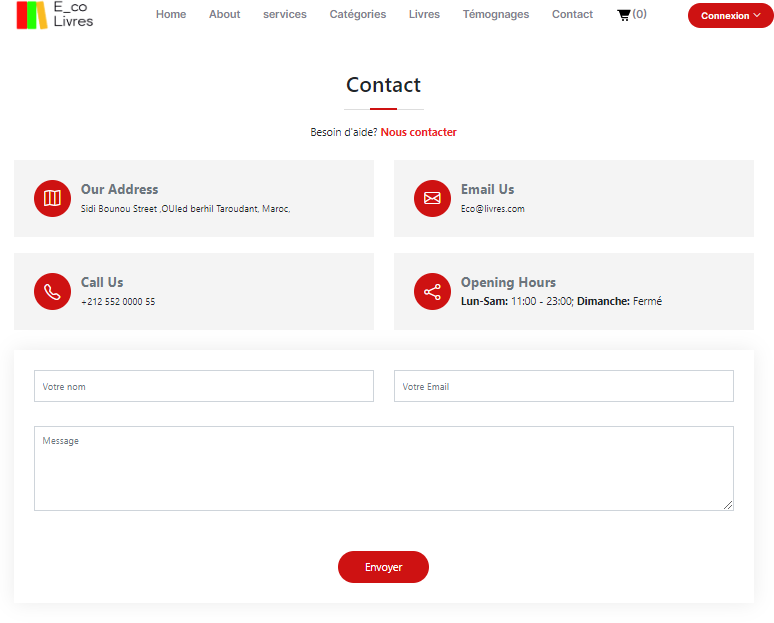 E_co
Livres
Home About services Catégories Livres Témognages Contact (0) Connexion
Contact
Besoin d'aide? Nous contacter
Our Address
Sidi Bounou Street ,OUled berhil Taroudant, Maroc,
Email Us
Eco@livres.com
Call Us
+212 552 0000 55
Opening Hours
Lun-Sam: 11:00 - 23:00; Dimanche: Fermé
Votre nom
Votre Email
Message
Envoyer